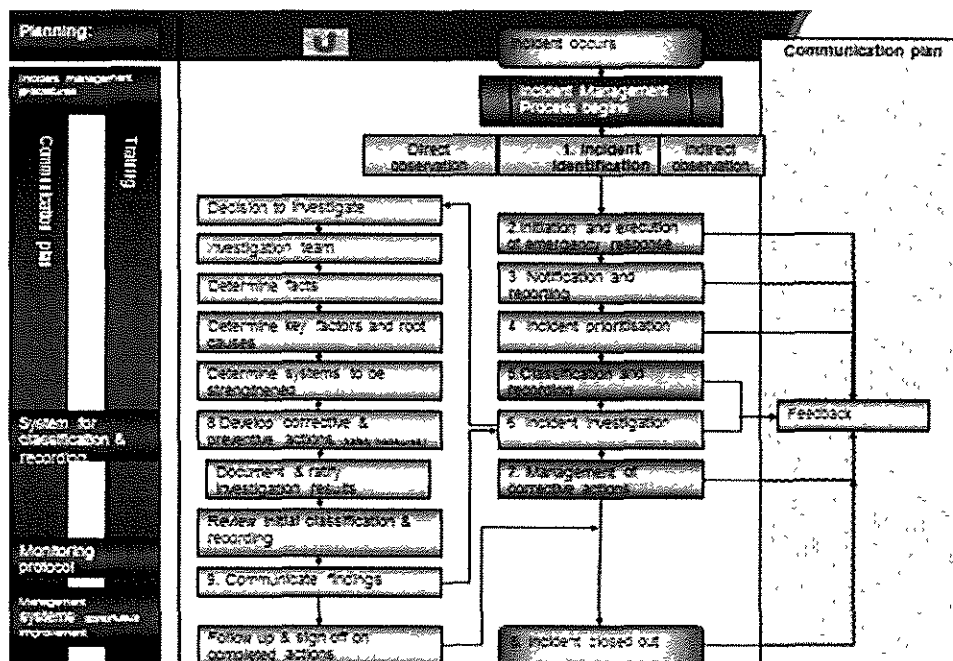 Planning:
Incident occurs
Communication plan
Incident management
procedures
Incident Management
Process begins
Direct
observation
1. Incident
identification
Indirect
observation
Training
Decision to investigate
2.Initiation and execution
of emergency response
Investigation team
3 Notification and
reporting
Determine facts
4. Incident prioritisation
Determine key factors and root
causes
5.Classification and
recording
Determine systems to be
strengthened
Feedback
System for
classification &
recording
8.Develop corrective &
preventive actions
6. Incident Investigation
Document & ratify
investigation results
7. Management of
corrective actions
Review initial classification &
recording
Monitoring
protocol
9. Communicate findings
Management
systems
improvement
Follow up & sign off on
completed actions
Incident closed out